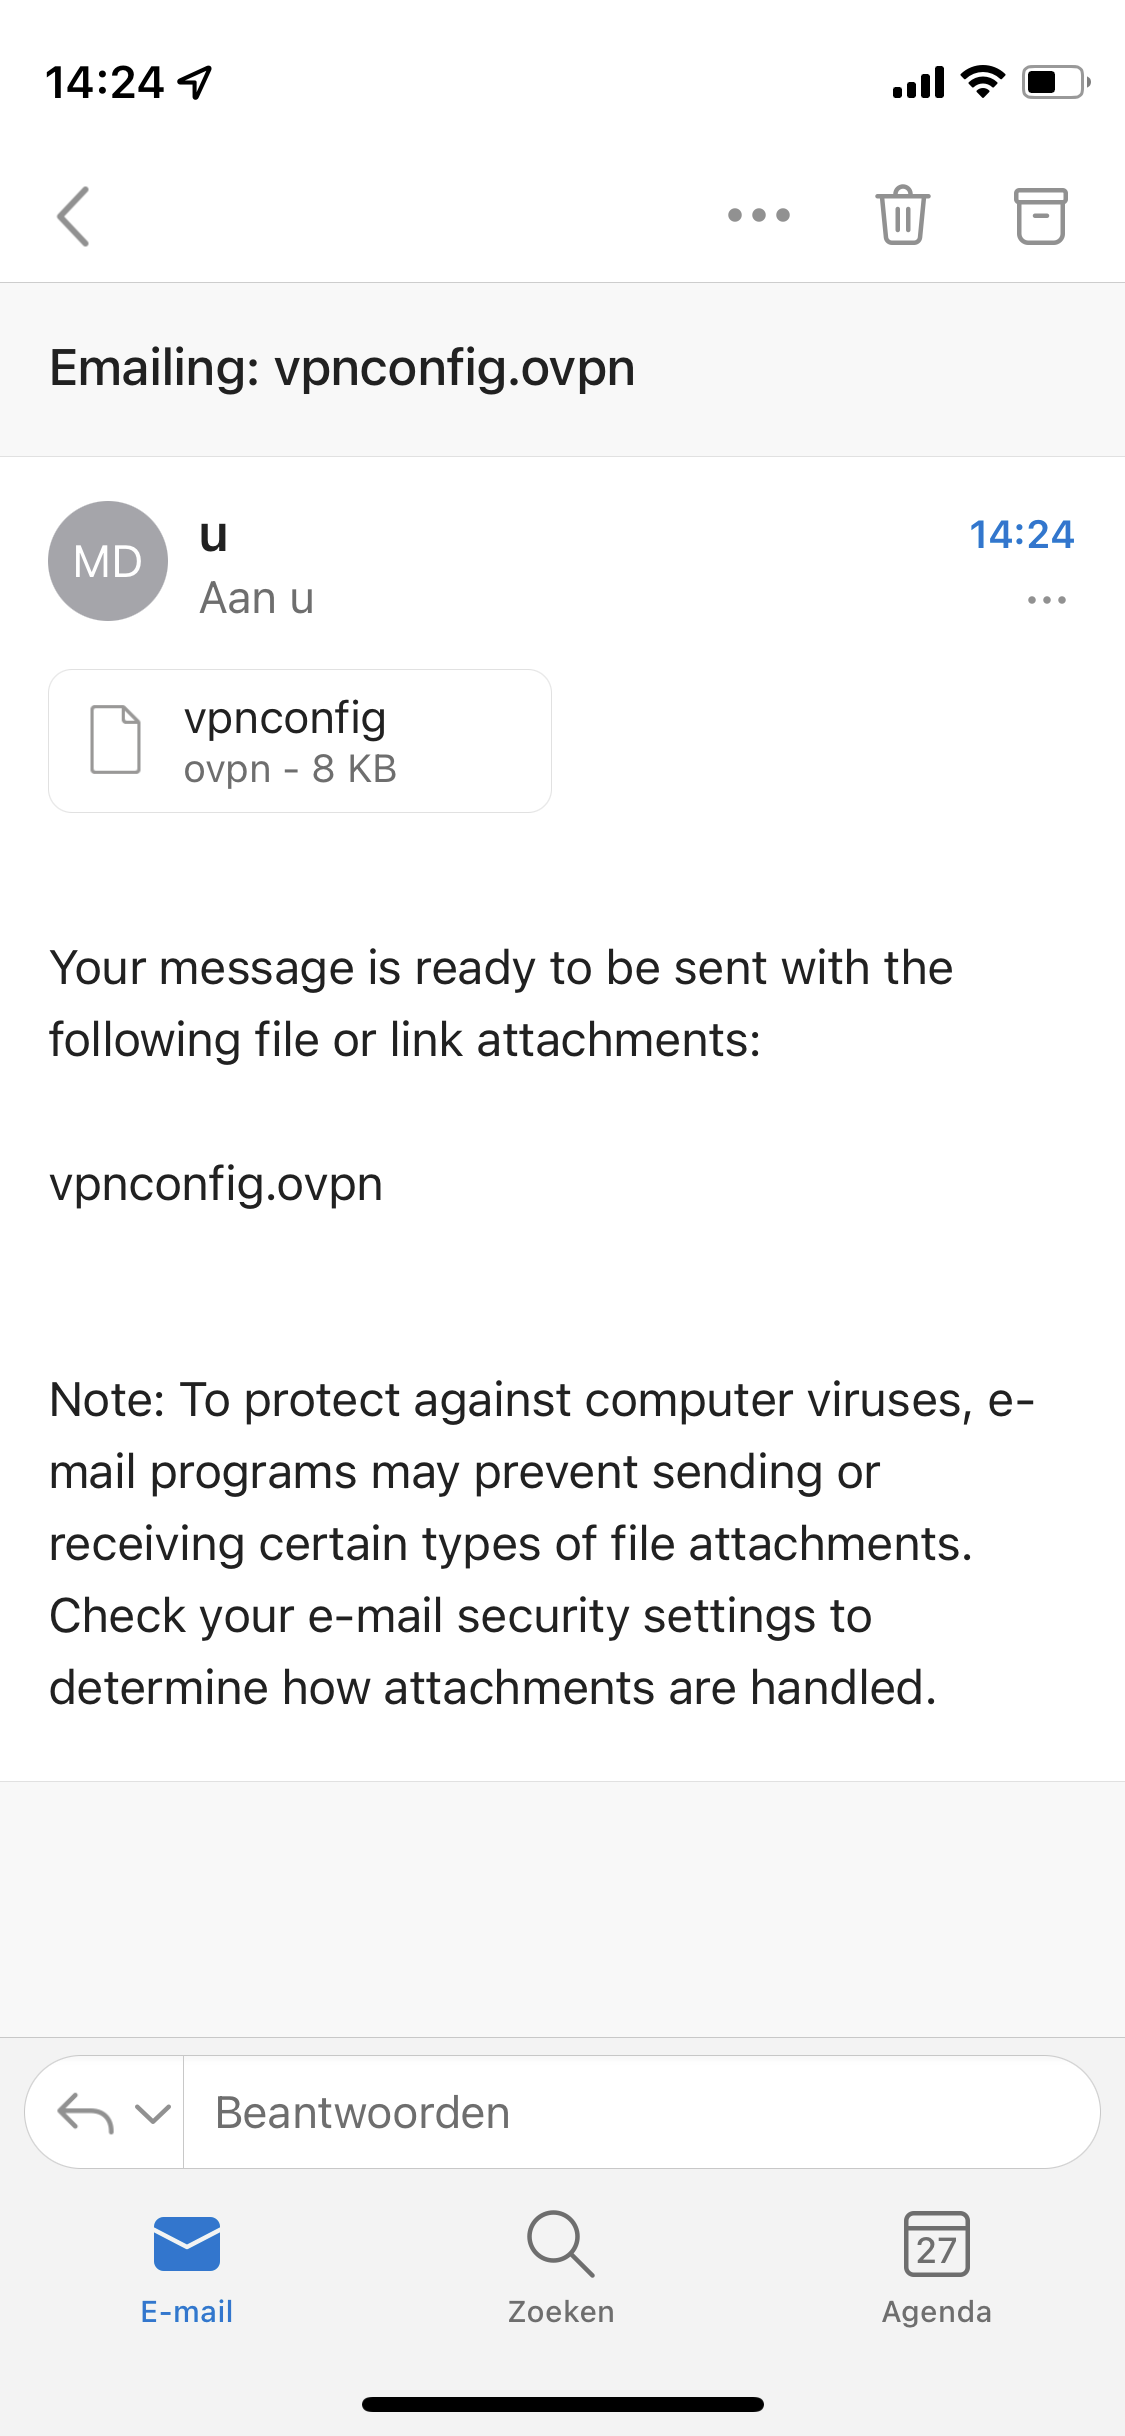 14:24
Emailing: vpnconfig.ovpn
MD
u
14:24
Aan u
vpnconfig
ovpn - 8 KB
Your message is ready to be sent with the
following file or link attachments:
vpnconfig.ovpn
Note: To protect against computer viruses, e-
mail programs may prevent sending or
receiving certain types of file attachments.
Check your e-mail security settings to
determine how attachments are handled.
Beantwoorden
27
E-mail
Zoeken
Agenda